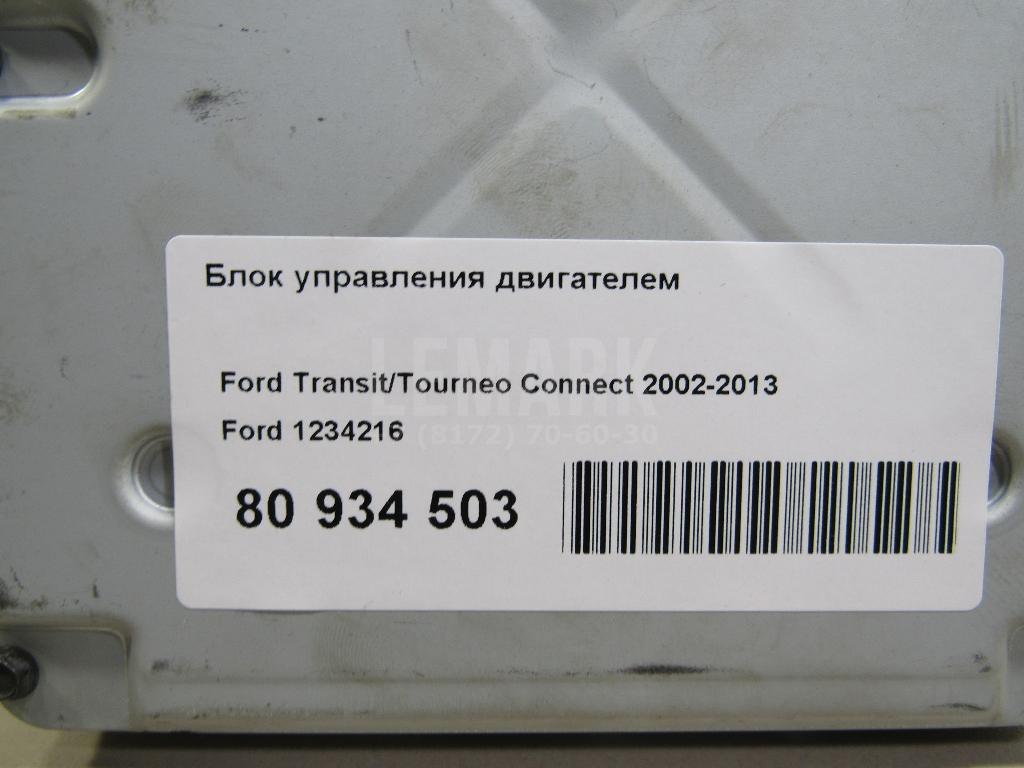 Блок управления двигателем
LEMARK
Ford Transit/Tourneo Connect 2002-2013
Ford 1234216
(8172) 70-60-30
80 934 503